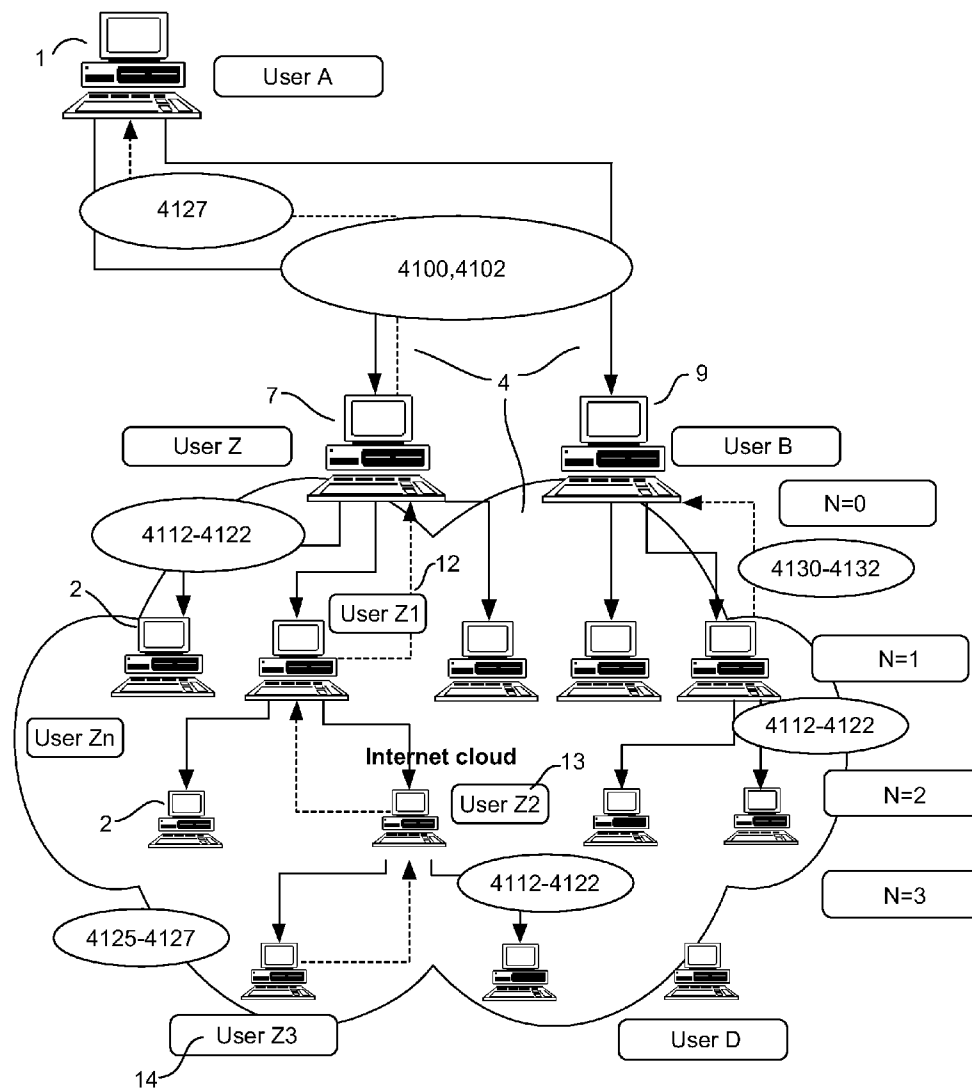 1
User A
4127
4100,4102
4
7
9
User Z
User B
N=0
4112-4122
4130-4132
12
2
User Z1
N=1
User Zn
4112-4122
Internet cloud
13
2
User Z2
N=2
4112-4122
N=3
4125-4127
User Z3
User D
14